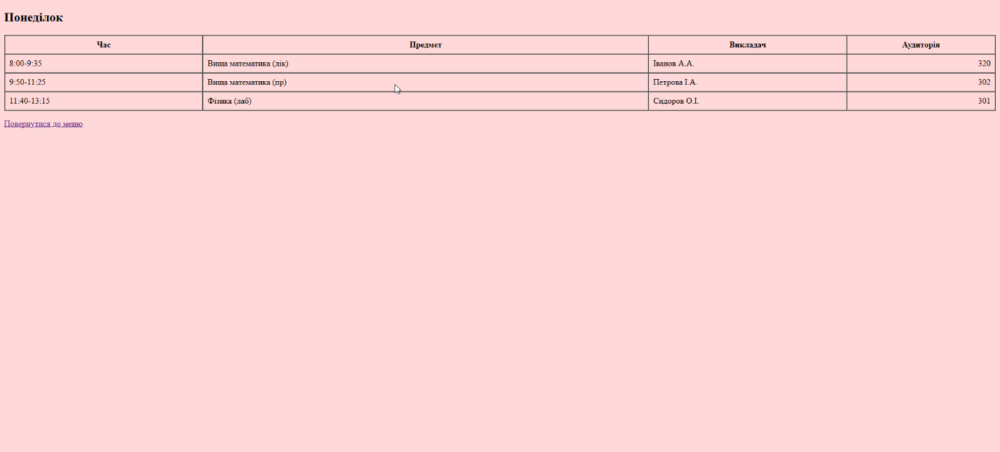 Понеділок
Час Предмет Викладач Аудиторія
8:00-9:35 Вища математика (лік) Іванов А.А. 320
9:50-11:25 Вища математика (пр) Петрова І.А. 302
11:40-13:15 Фізика (лаб) Сидоров О.І. 301
Повернутися до меню